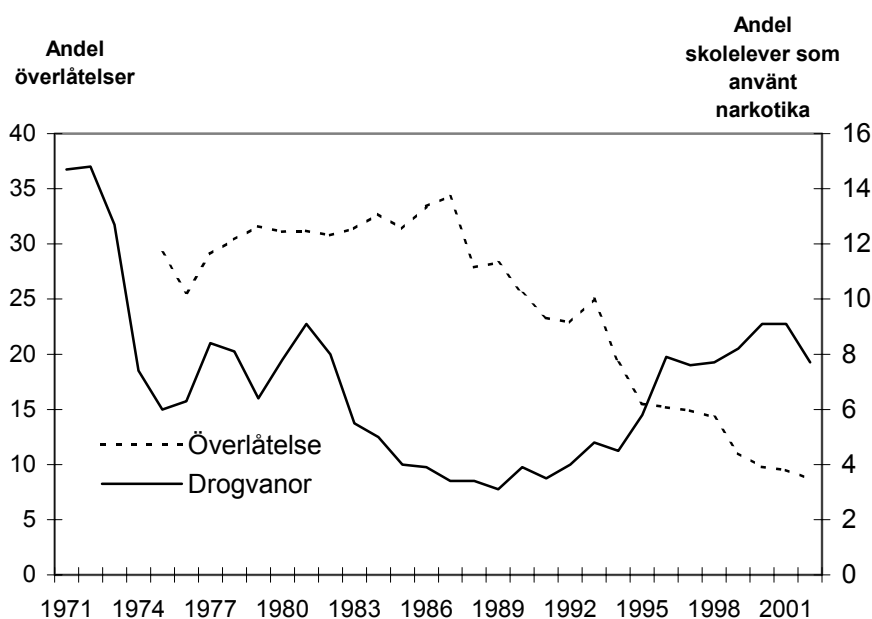 Andel
överlåtelser
Andel
skolelever som
använt
narkotika
40
35
30
25
20
15
10
5
0
16
14
12
10
8
6
4
2
0
Överlåtelse
Drogvanor
1971 1974 1977 1980 1983 1986 1989 1992 1995 1998 2001